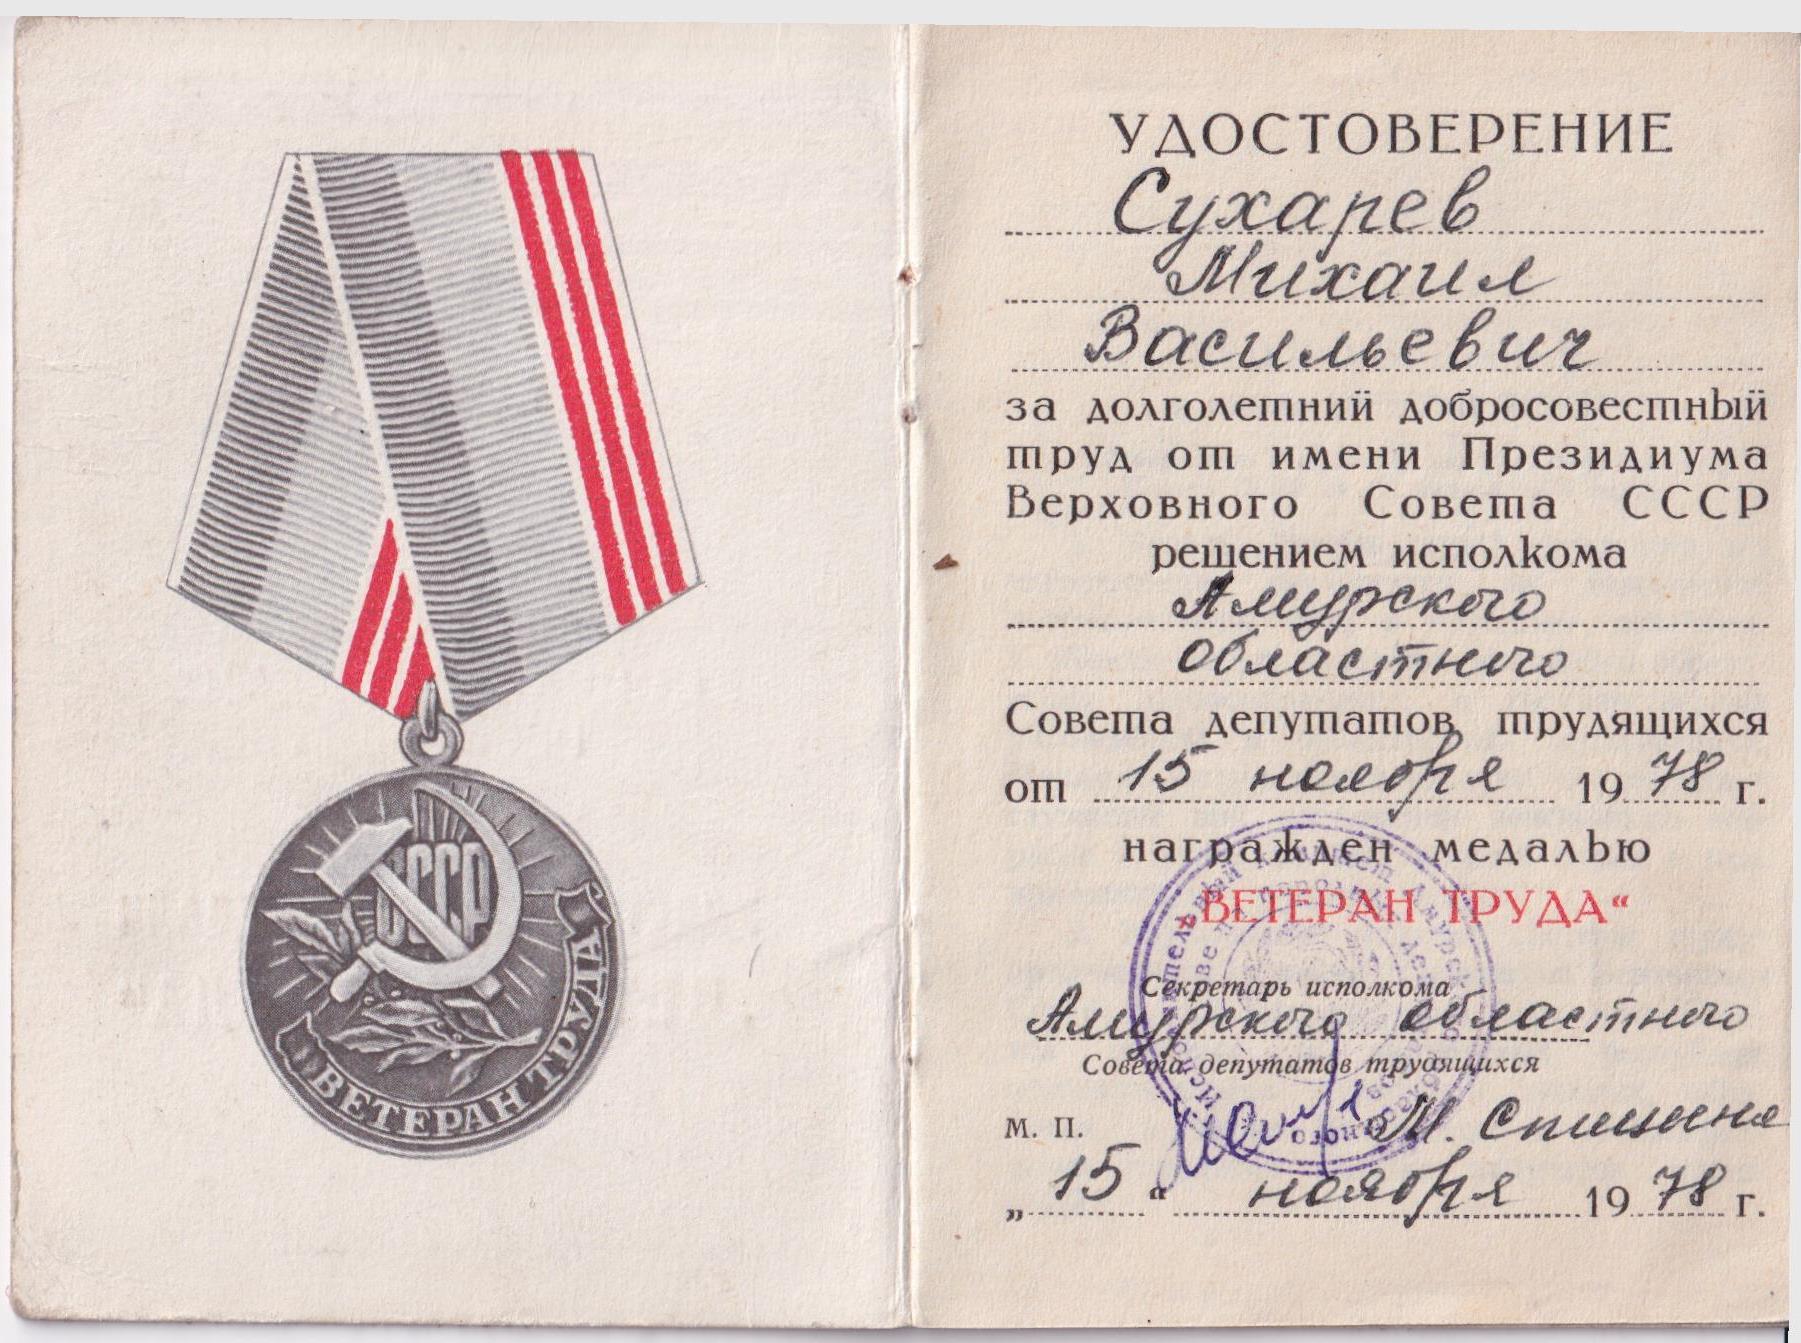 СССР
ВЕТЕРАН ТРУДА
УДОСТОВЕРЕНИЕ
Сухарев
Михаил
Васильевич
за долголетний добросовестный
труд от имени Президиума
Верховного Совета СССР
решением исполкома
Амурского
областного
Совета депутатов трудящихся
от 15 ноября 1978 г.
награжден медалью
„ВЕТЕРАН ТРУДА“
Секретарь исполкома
Амурского областного
Совета депутатов трудящихся
М. П. М.
„15“ ноября 1978 г.